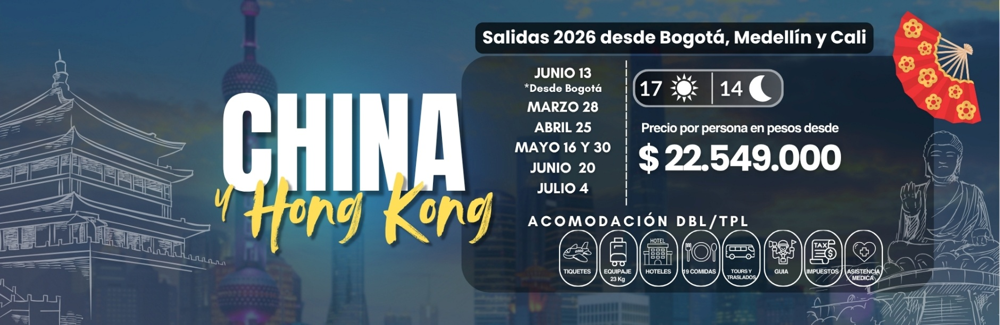 Salidas 2026 desde Bogotá, Medellín y Cali
CHINA
y Hong Kong
JUNIO 13
*Desde Bogotá
MARZO 28
ABRIL 25
MAYO 16 Y 30
JUNIO 20
JULIO 4
17
14
Precio por persona en pesos desde
$ 22.549.000
ACOMODACIÓN DBL/TPL
TIQUETES
EQUIPAJE
23 Kg
HOTEL
HOTELES
19 COMIDAS
TOURS Y
TRASLADOS
GUIA
TAX
$
IMPUESTOS
ASISTENCIA
MEDICA